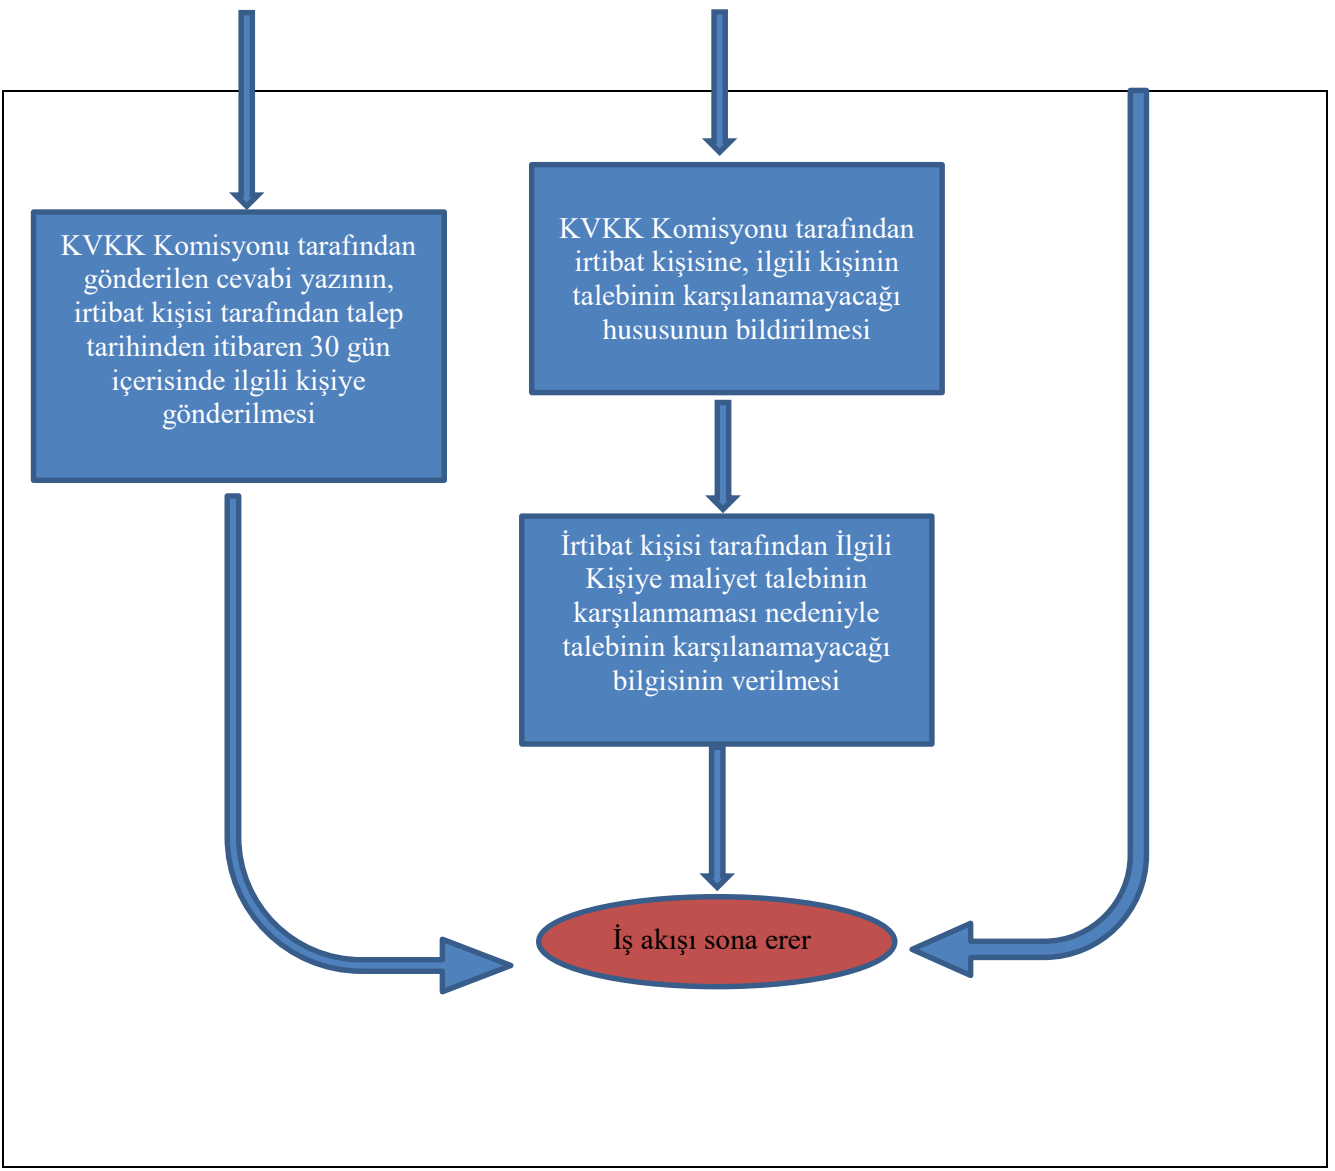 KVKK Komisyonu tarafından
gönderilen cevabi yazının,
irtibat kişisi tarafından talep
tarihinden itibaren 30 gün
içerisinde ilgili kişiye
gönderilmesi
KVKK Komisyonu tarafından
irtibat kişisine, ilgili kişinin
talebinin karşılanamayacağı
hususunun bildirilmesi
İrtibat kişisi tarafından İlgili
Kişiye maliyet talebinin
karşılanmaması nedeniyle
talebinin karşılanamayacağı
bilgisinin verilmesi
İş akışı sona erer